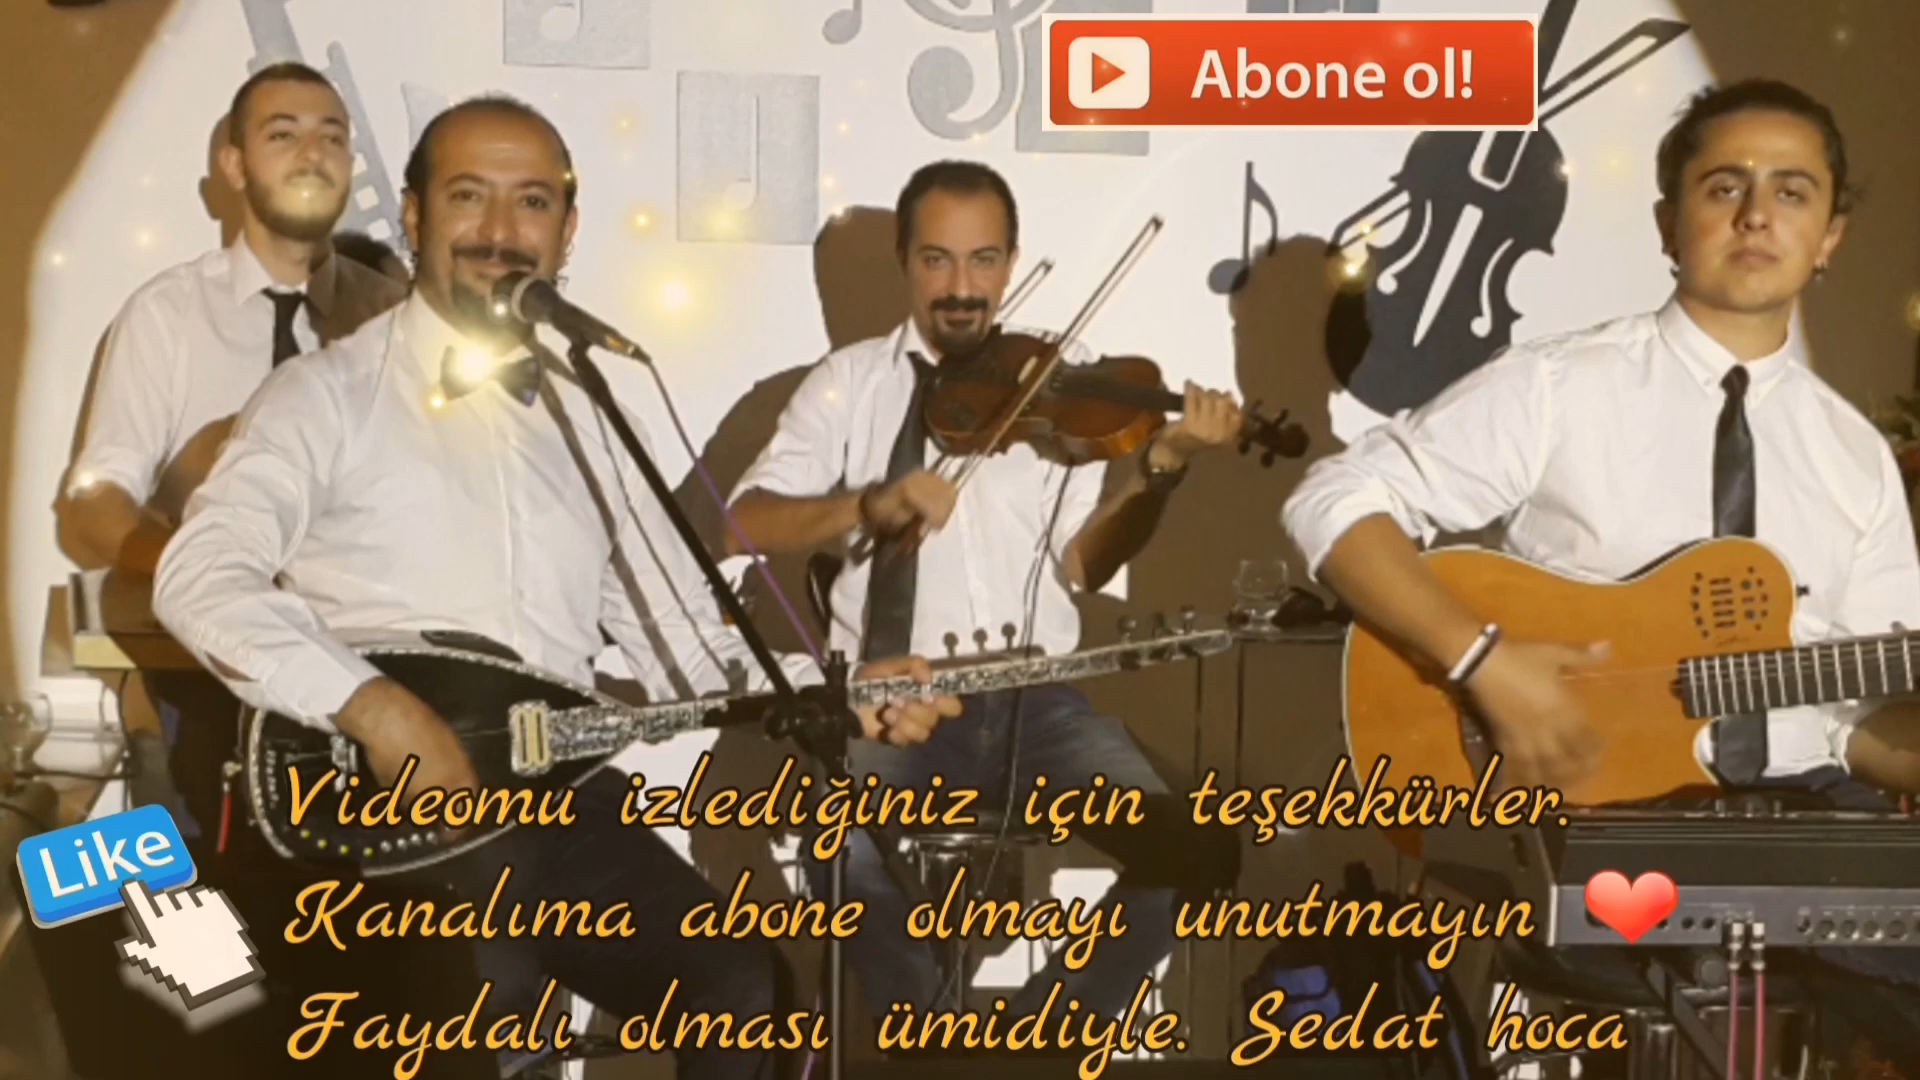 Abone ol!
Like
Videomu izlediğiniz için teşekkürler.
Kanalıma abone olmayı unutmayın ❤
Faydalı olması ümidiyle. Sedat hoca